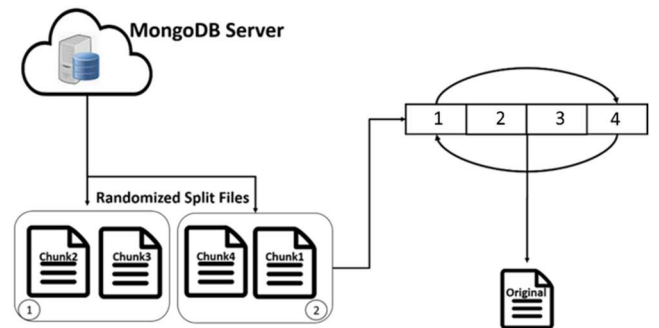 MongoDB Server
1 2 3 4
Randomized Split Files
Chunk2 Chunk3 Chunk4 Chunk1
Original
1 2